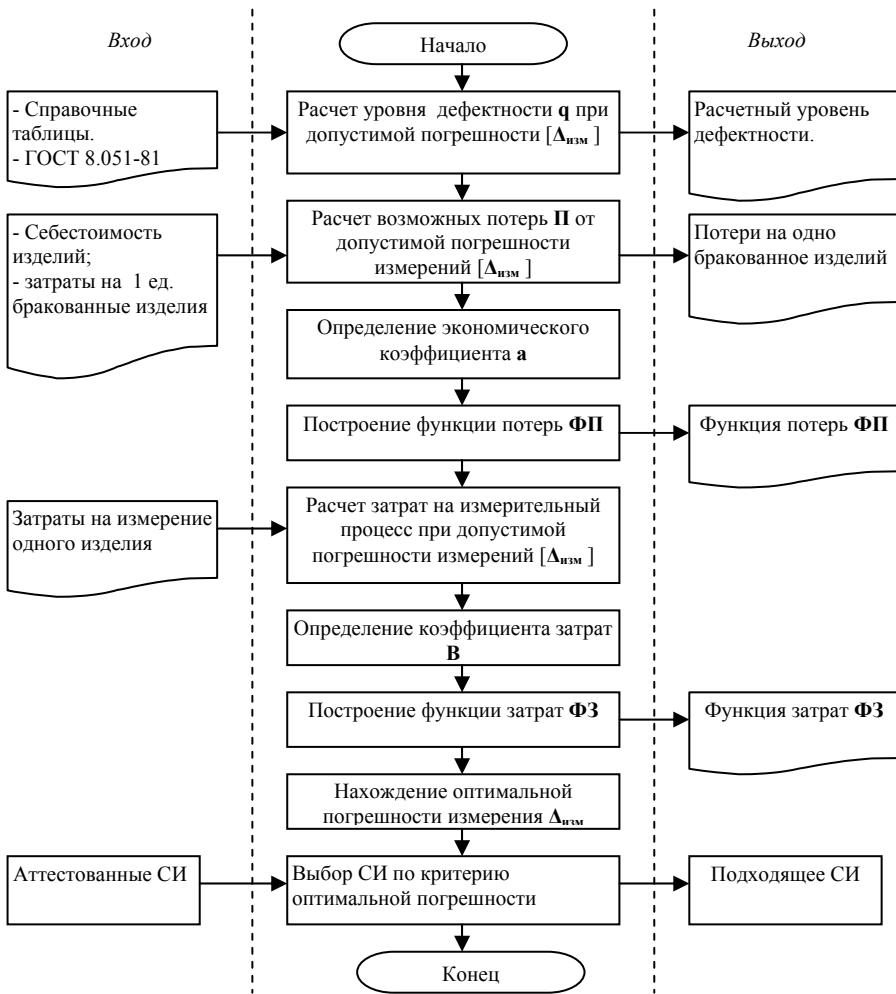 Вход
Начало
Выход
- Справочные
таблицы.
- ГОСТ 8.051-81
Расчет уровня дефектности q при
допустимой погрешности [Δизм ]
Расчетный уровень
дефектности.
- Себестоимость
изделий;
- затраты на 1 ед.
бракованные изделия
Расчет возможных потерь П от
допустимой погрешности
измерений [Δизм ]
Потери на одно
бракованное изделий
Определение экономического
коэффициента а
Построение функции потерь ФП
Функция потерь ФП
Затраты на измерение
одного изделия
Расчет затрат на измерительный
процесс при допустимой
погрешности измерений [Δизм ]
Определение коэффициента затрат
В
Построение функции затрат ФЗ
Функция затрат ФЗ
Нахождение оптимальной
погрешности измерения Δизм
Аттестованные СИ
Выбор СИ по критерию
оптимальной погрешности
Подходящее СИ
Конец